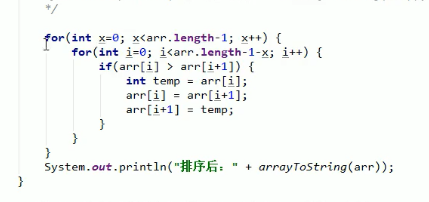 */
for(int x=0; x<arr.length-1; x++) {
for(int i=0; i<arr.length-1-x; i++) {
if(arr[i] > arr[i+1]) {
int temp = arr[i];
arr[i] = arr[i+1];
arr[i+1] = temp;
}
}
}
System.out.println("排序后：" + arrayToString(arr));
}